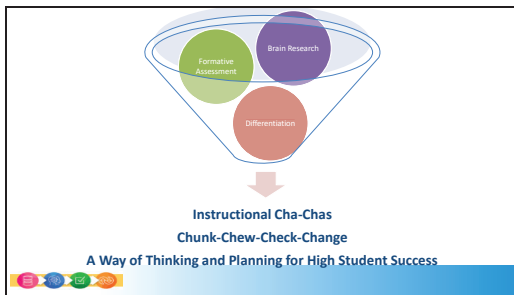 Brain Research
Formative
Assessment
Differentiation
Instructional Cha-Chas
Chunk-Chew-Check-Change
A Way of Thinking and Planning for High Student Success